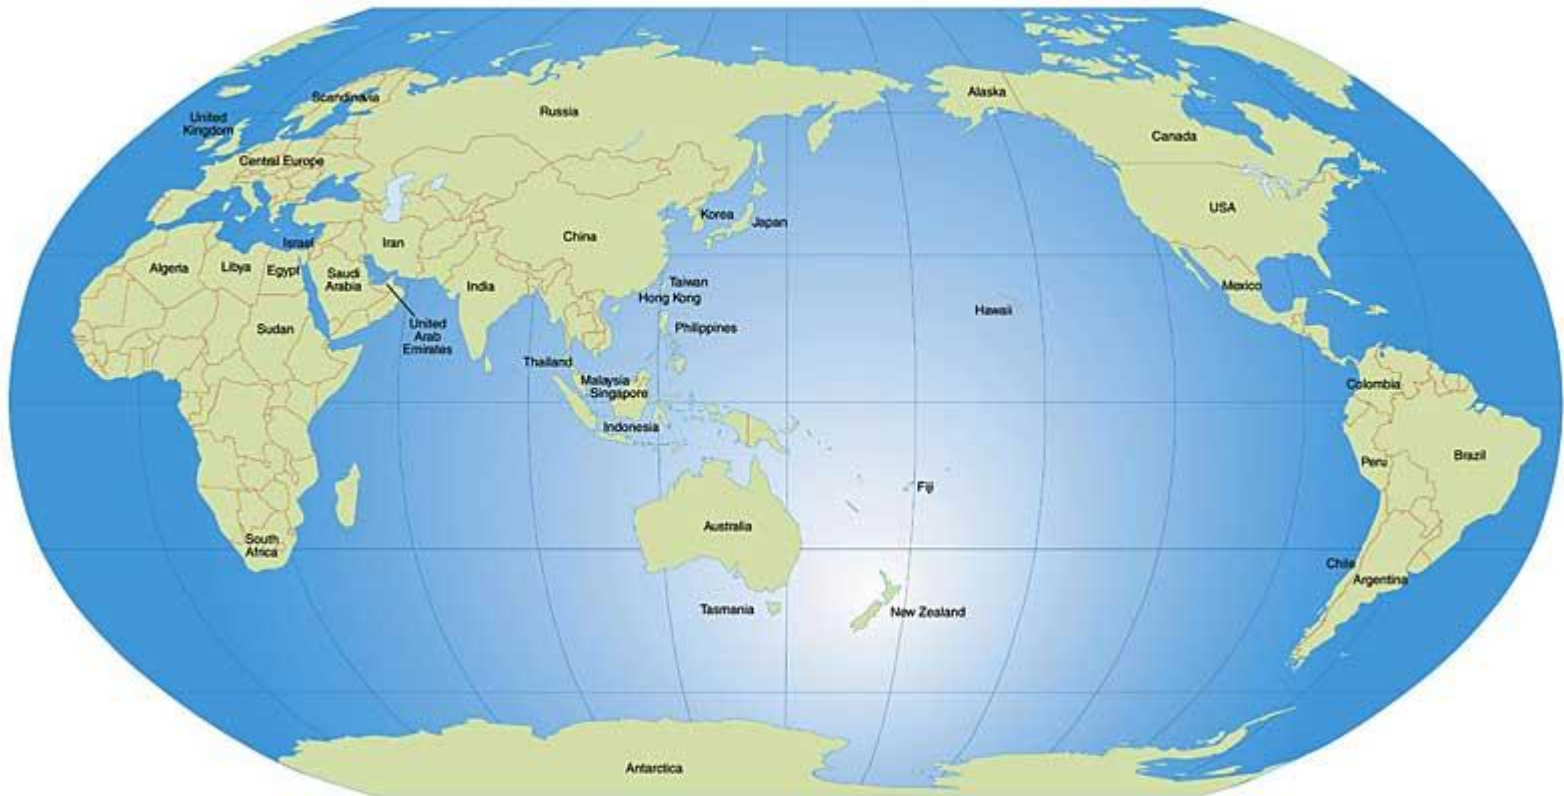 Scandinavia
Alaska
Russia
United
Kingdom
Canada
Central Europe
USA
Korea
Japan
China
Israel
Iran
Algeria
Libya
Egypt
Saudi
Arabia
India
Taiwan
Hong Kong
Mexico
Hawaii
Sudan
United
Arab
Emirates
Philippines
Thailand
Malaysia
Singapore
Colombia
Indonesia
Peru
Brazil
Fiji
Australia
South
Africa
Chile
Argentina
Tasmania
New Zealand
Antarctica